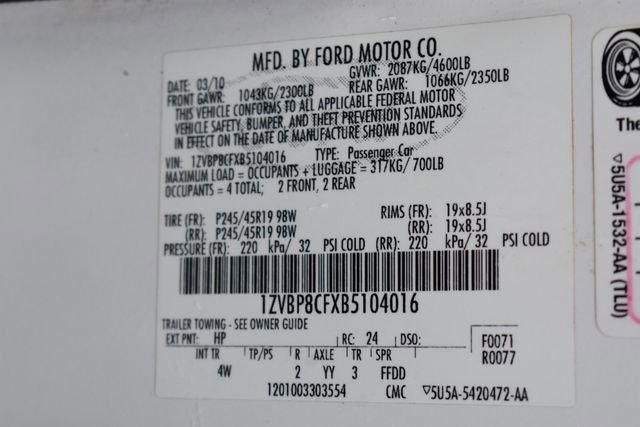 MFD. BY FORD MOTOR CO.
DATE: 03/10 GVWR: 2087KG/4600LB
FRONT GAWR: 1043KG/2300LB REAR GAWR: 1066KG/2350LB
THIS VEHICLE CONFORMS TO ALL APPLICABLE FEDERAL MOTOR
VEHICLE SAFETY, BUMPER, AND THEFT PREVENTION STANDARDS
IN EFFECT ON THE DATE OF MANUFACTURE SHOWN ABOVE.
VIN: 1ZVBP8CFXB5104016 TYPE: Passenger Car
MAXIMUM LOAD = OCCUPANTS + LUGGAGE = 317KG/ 700LB
OCCUPANTS = 4 TOTAL; 2 FRONT, 2 REAR
TIRE (FR): P245/45R19 98W RIMS (FR): 19x8.5J
(RR): P245/45R19 98W (RR): 19x8.5J
PRESSURE (FR): 220 kPa/ 32 PSI COLD (RR): 220 kPa/ 32 PSI COLD
1ZVBP8CFXB5104016
TRAILER TOWING - SEE OWNER GUIDE
EXT PNT: HP RC: 24 DSO: F0071
INT TR TP/PS R AXLE TR SPR R0077
4W 2 YY 3 FFDD
1201003303554 CMC ▽5U5A-5420472-AA
The
▽5U5A-1532-AA (TLU)